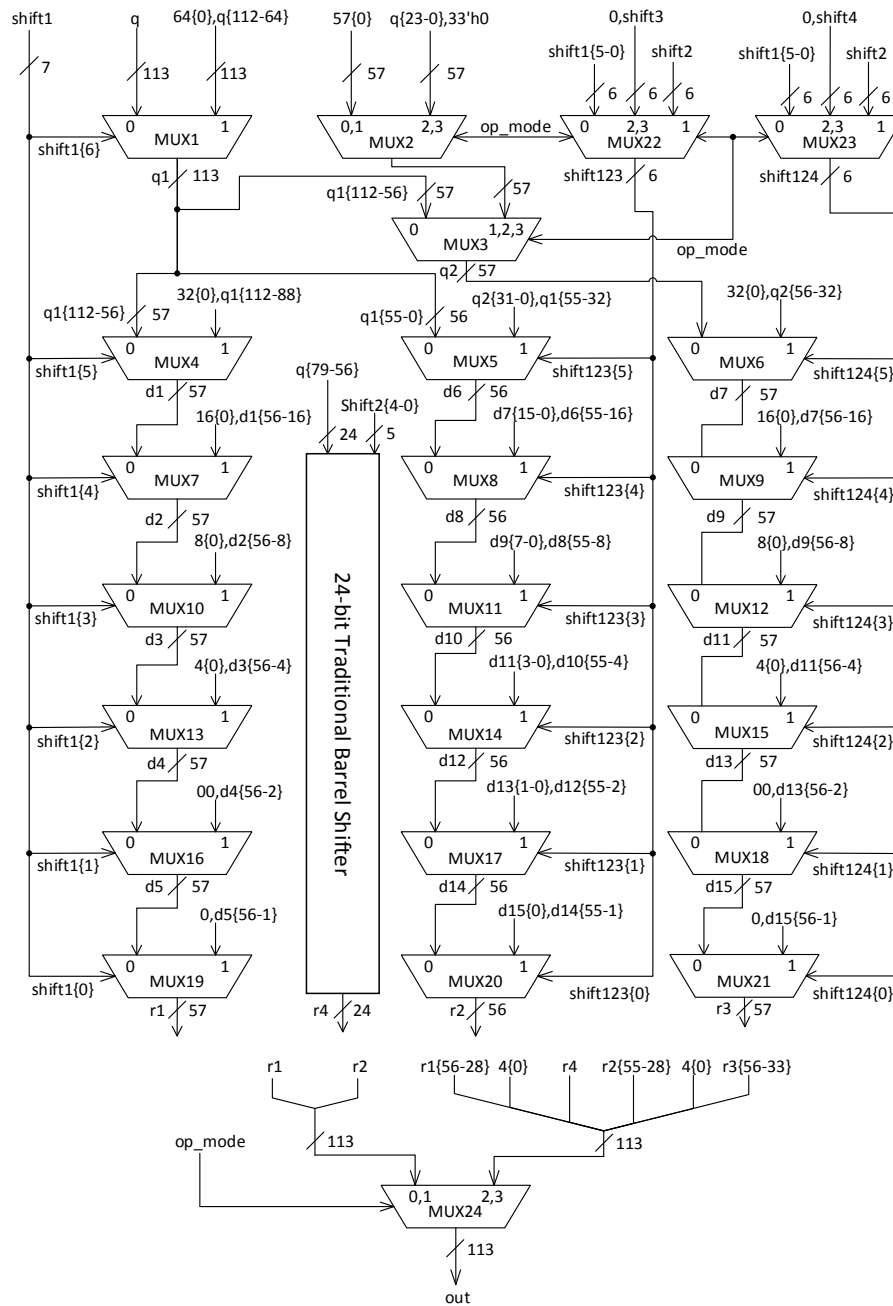 shift1 q 64{0},q{112-64} 57{0} q{23-0},33'h0 0,shift3 0,shift4
shift1{5-0} shift2 shift1{5-0} shift2
7 113 113 57 57 6 6 6 6 6 6
0 1 0,1 2,3 0 2,3 1 0 2,3 1
MUX1 MUX2 op_mode MUX22 MUX23
shift1{6} shift123 6 shift124 6
q1 113
q1{112-56} 57 57
0 1,2,3
MUX3 op_mode
q2 57
q1{112-56} 57 32{0},q1{112-88} q1{55-0} 56 q2{31-0},q1{55-32} 32{0},q2{56-32}
0 1 0 1 0 1
MUX4 MUX5 MUX6
shift1{5} shift123{5} shift124{5}
q{79-56}
d1 57 d6 56 d7 57
Shift2{4-0}
16{0},d1{56-16} 24 5 d7{15-0},d6{55-16} 16{0},d7{56-16}
0 1 0 1 0 1
MUX7 MUX8 MUX9
shift1{4} shift123{4} shift124{4}
d2 57 d8 56 d9 57
8{0},d2{56-8} d9{7-0},d8{55-8} 8{0},d9{56-8}
0 1 0 1 0 1
MUX10 MUX11 MUX12
shift1{3} shift123{3} shift124{3}
d3 57 d10 56 d11 57
24-bit Traditional Barrel Shifter
4{0},d3{56-4} d11{3-0},d10{55-4} 4{0},d11{56-4}
0 1 0 1 0 1
MUX13 MUX14 MUX15
shift1{2} shift123{2} shift124{2}
d4 57 d12 56 d13 57
00,d4{56-2} d13{1-0},d12{55-2} 00,d13{56-2}
0 1 0 1 0 1
MUX16 MUX17 MUX18
shift1{1} shift123{1} shift124{1}
d5 57 d14 56 d15 57
0,d5{56-1} d15{0},d14{55-1} 0,d15{56-1}
0 1 0 1 0 1
MUX19 MUX20 MUX21
shift1{0} shift123{0} shift124{0}
r1 57 r4 24 r2 56 r3 57
r1 r2 r1{56-28} 4{0} r4 r2{55-28} 4{0} r3{56-33}
op_mode 113 113
0,1 2,3
MUX24
113
out